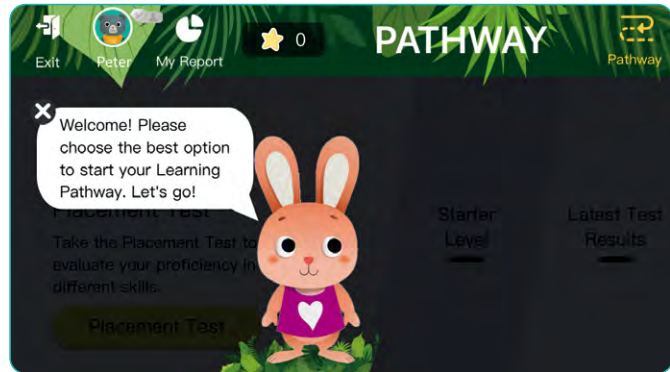 Exit
Peter
My Report
0
PATHWAY
Pathway
Welcome! Please
choose the best option
to start your Learning
Pathway. Let's go!
Placement Test
Take the Placement Test to
evaluate your proficiency in
different skills.
Placement Test
Starter
Level
Latest Test
Results